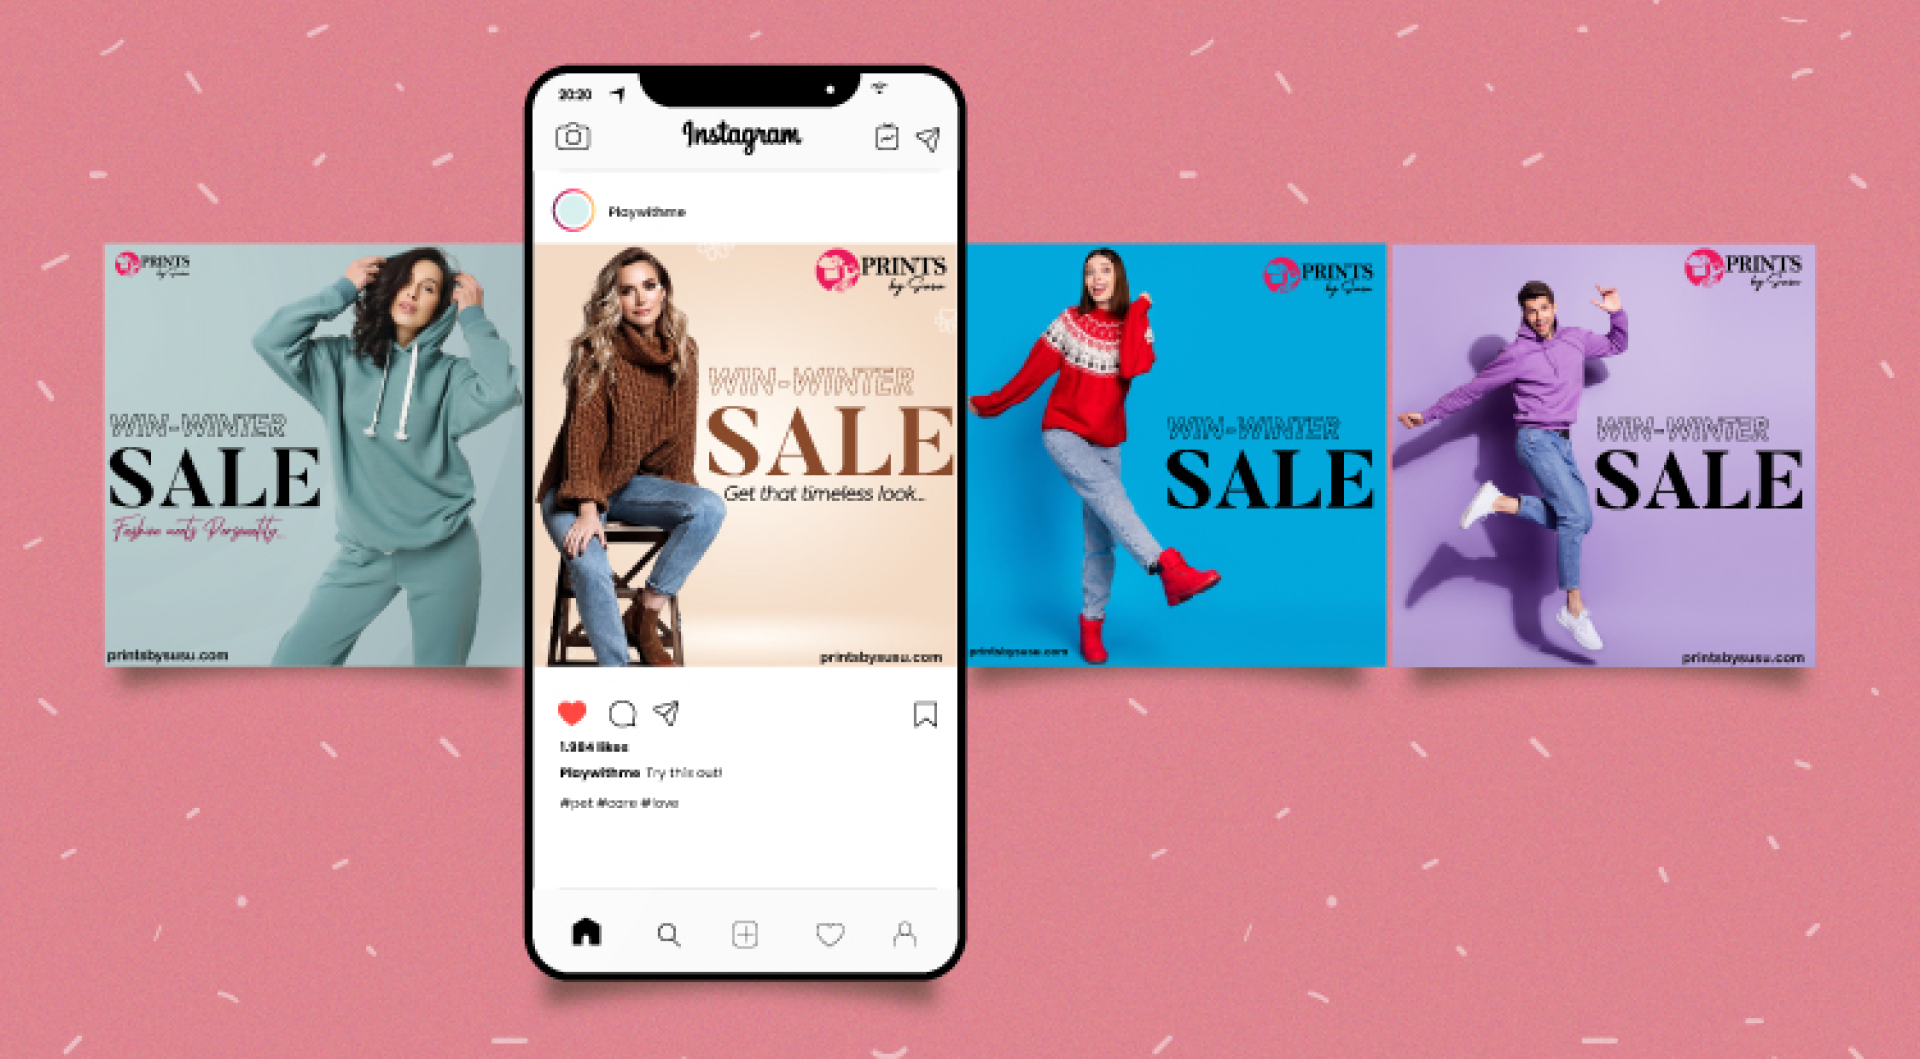 20:20
Instagram
Playwithme
PRINTS
by Susu
WIN-WINTER
SALE
Fashion meets Personality...
printsbysusu.com
PRINTS
by Susu
WIN-WINTER
SALE
Get that timeless look...
printsbysusu.com
PRINTS
by Susu
WIN-WINTER
SALE
printsbysusu.com
PRINTS
by Susu
WIN-WINTER
SALE
printsbysusu.com
1.984 likes
Playwithme Try this out!
#pet #care #love